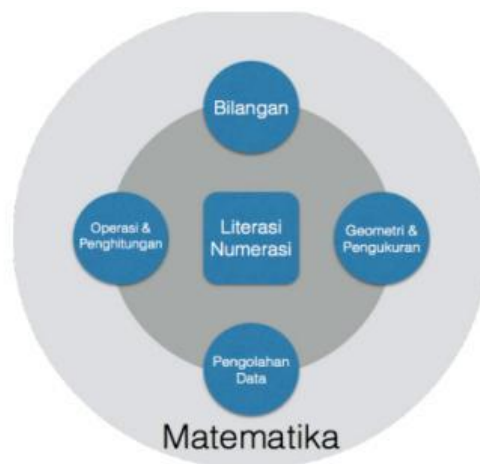 Bilangan
Operasi &
Penghitungan
Literasi
Numerasi
Geometri &
Pengukuran
Pengolahan
Data
Matematika